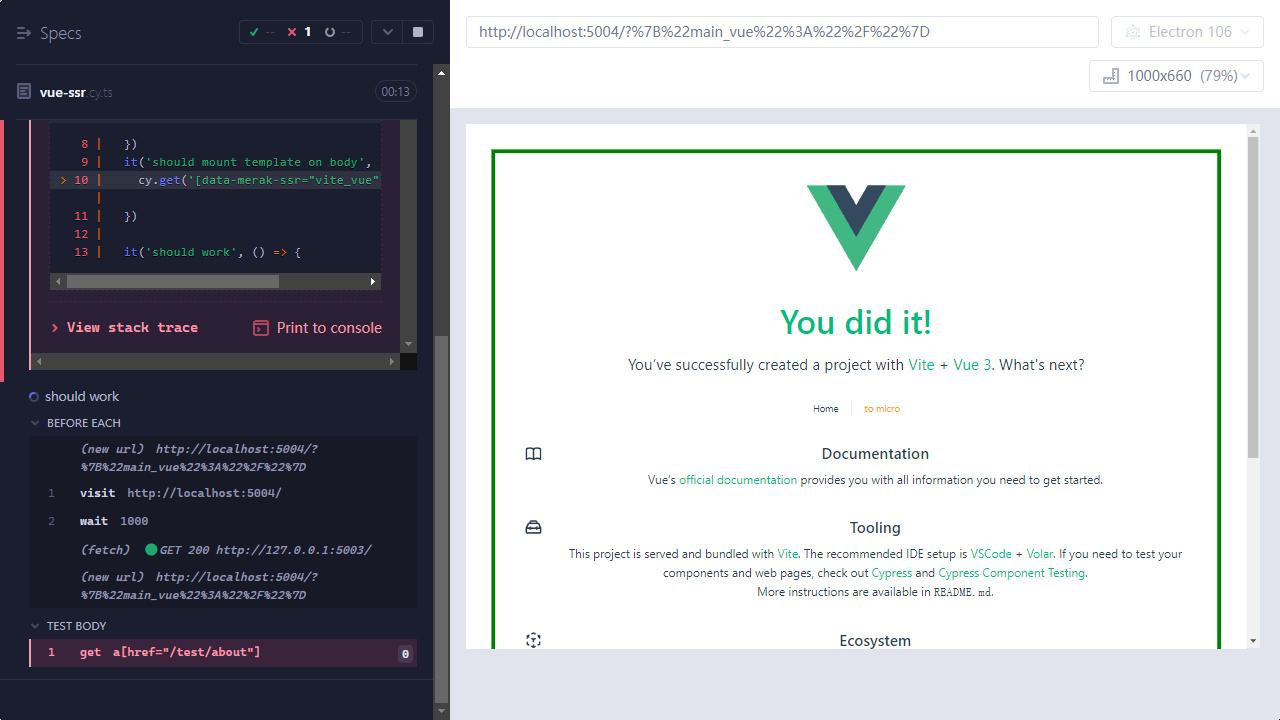 Specs
-- 1 --
vue-ssr.cy.ts
00:13
8 | })
9 | it('should mount template on body',
> 10 | cy.get('[data-merak-ssr="vite_vue"
|
11 | })
12 |
13 | it('should work', () => {
View stack trace
Print to console
should work
BEFORE EACH
(new url) http://localhost:5004/?
%7B%22main_vue%22%3A%22%2F%22%7D
1 visit http://localhost:5004/
2 wait 1000
(fetch) GET 200 http://127.0.0.1:5003/
(new url) http://localhost:5004/?
%7B%22main_vue%22%3A%22%2F%22%7D
TEST BODY
1 get a[href="/test/about"] 0
http://localhost:5004/?%7B%22main_vue%22%3A%22%2F%22%7D
Electron 106
1000x660 (79%)
You did it!
You've successfully created a project with Vite + Vue 3. What's next?
Home
to micro
Documentation
Vue's official documentation provides you with all information you need to get started.
Tooling
This project is served and bundled with Vite. The recommended IDE setup is VSCode + Volar. If you need to test your
components and web pages, check out Cypress and Cypress Component Testing.
More instructions are available in README.md.
Ecosystem